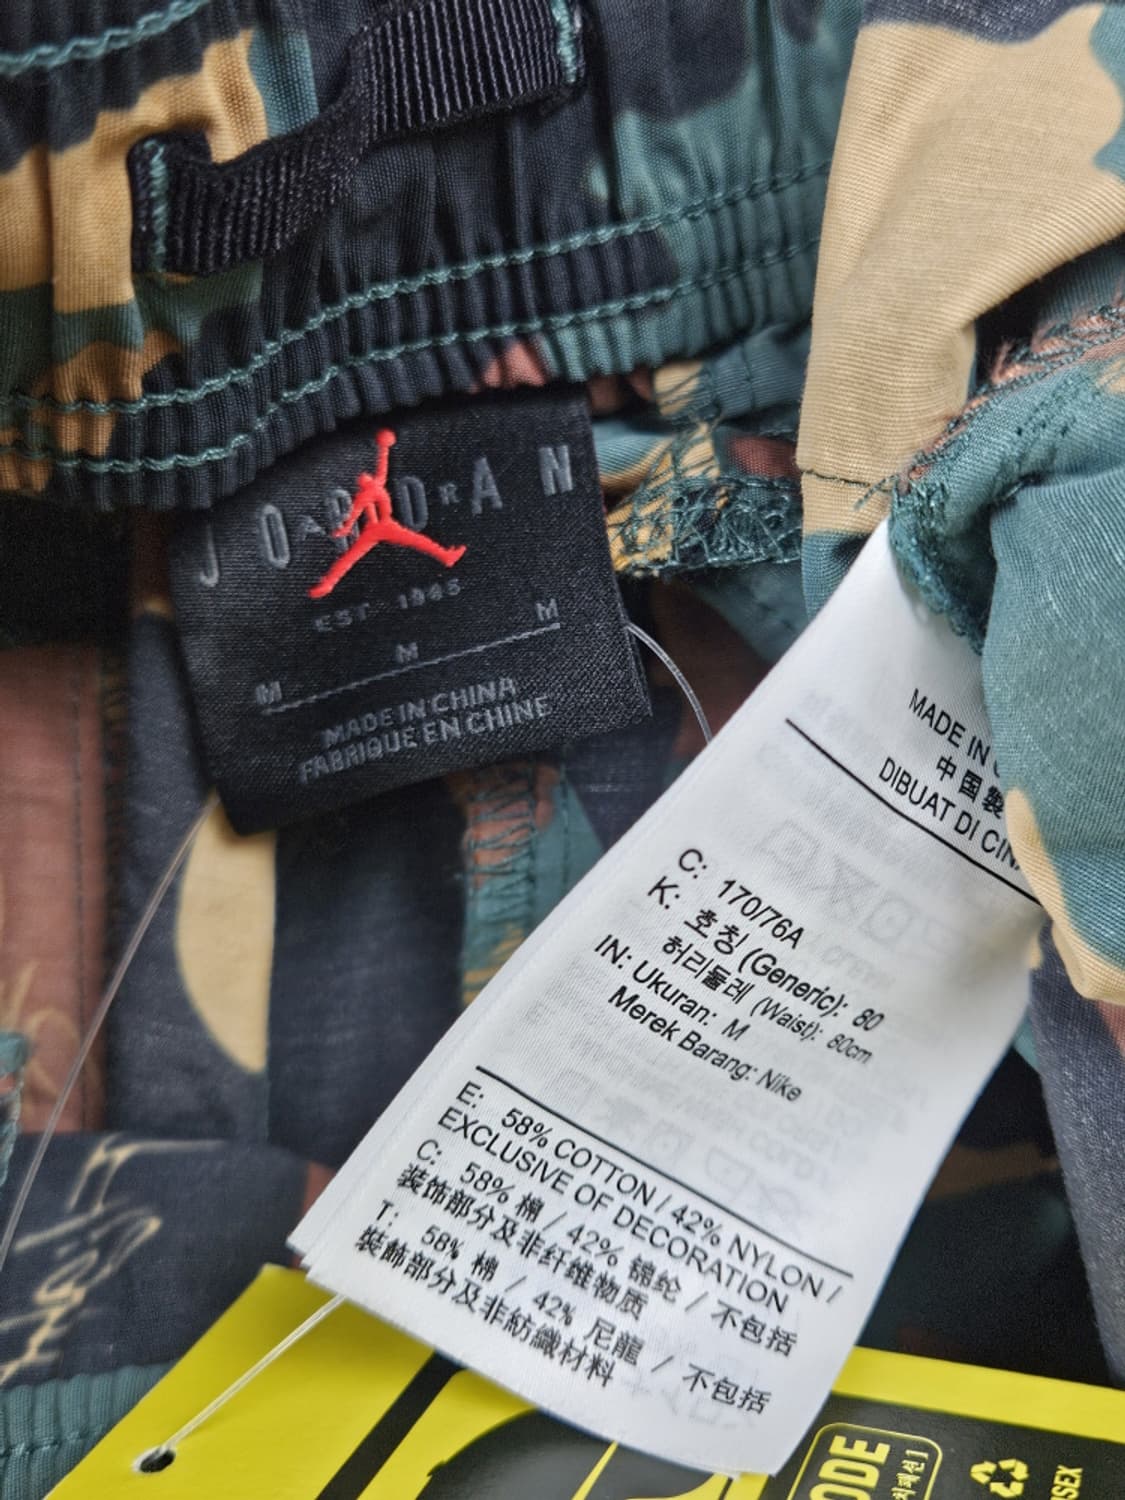 JORDAN
EST 1985
M
M
M
MADE IN CHINA
FABRIQUE EN CHINE
MADE IN
中国製
DIBUAT DI CINA
C: 170/76A
K: 호칭 (Generic): 80
허리둘레 (Waist): 80cm
IN: Ukuran: M
Merek Barang: Nike
E: 58% COTTON / 42% NYLON /
EXCLUSIVE OF DECORATION
C: 58% 棉 / 42% 锦纶 / 不包括
装饰部分及非纤维物质
T: 58% 棉 / 42% 尼龍 / 不包括
裝飾部分及非紡織材料